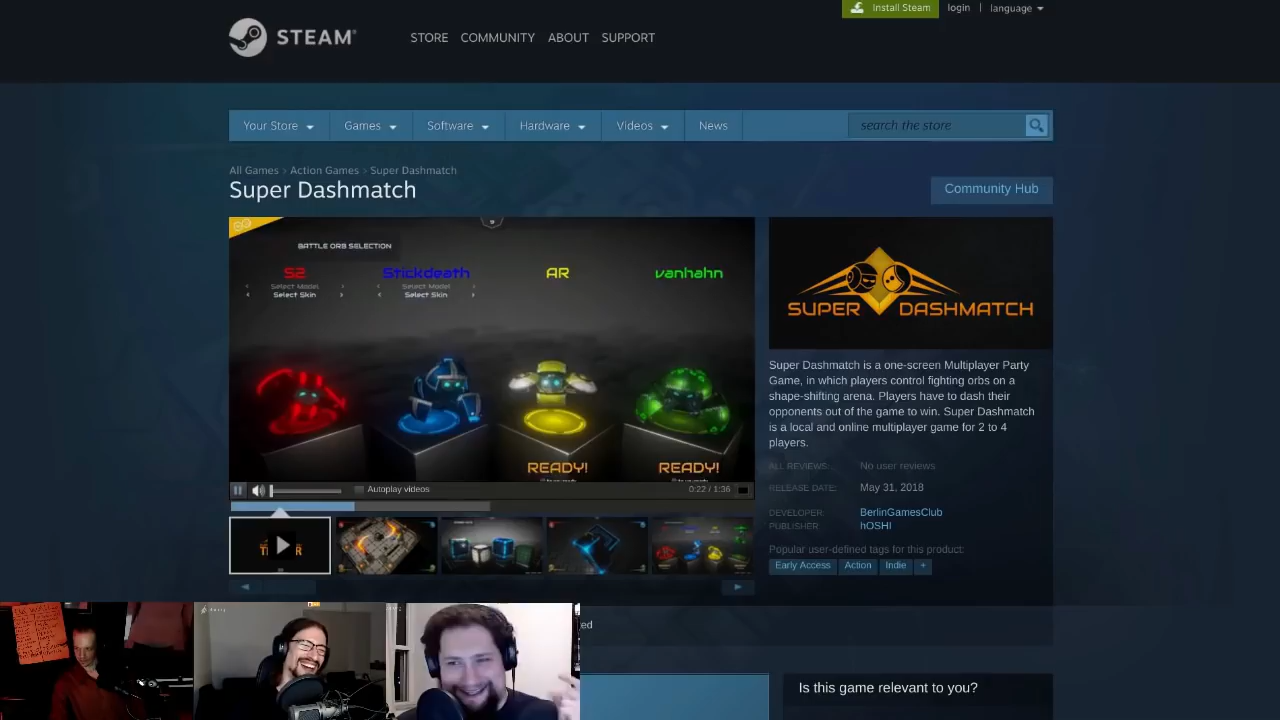 Install Steam
login
language
STEAM
STORE
COMMUNITY
ABOUT
SUPPORT
Your Store
Games
Software
Hardware
Videos
News
search the store
All Games > Action Games > Super Dashmatch
Super Dashmatch
Community Hub
BATTLE ORB SELECTION
S2
Stickdeath
AR
vanhahn
Select Model
Select Model
Select Skin
Select Skin
READY!
READY!
Autoplay videos
0:22 / 1:36
SUPER DASHMATCH
Super Dashmatch is a one-screen Multiplayer Party
Game, in which players control fighting orbs on a
shape-shifting arena. Players have to dash their
opponents out of the game to win. Super Dashmatch
is a local and online multiplayer game for 2 to 4
players.
ALL REVIEWS: No user reviews
RELEASE DATE: May 31, 2018
DEVELOPER: BerlinGamesClub
PUBLISHER: hOSHI
Popular user-defined tags for this product:
Early Access
Action
Indie
+
ed
Is this game relevant to you?